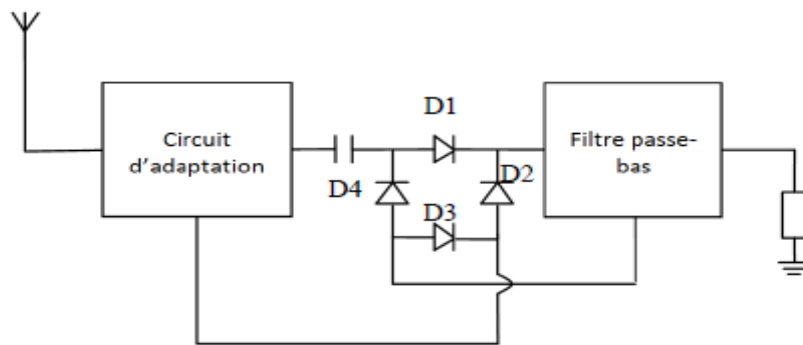 Circuit
d'adaptation
D1
D2
D3
D4
Filtre passe-
bas